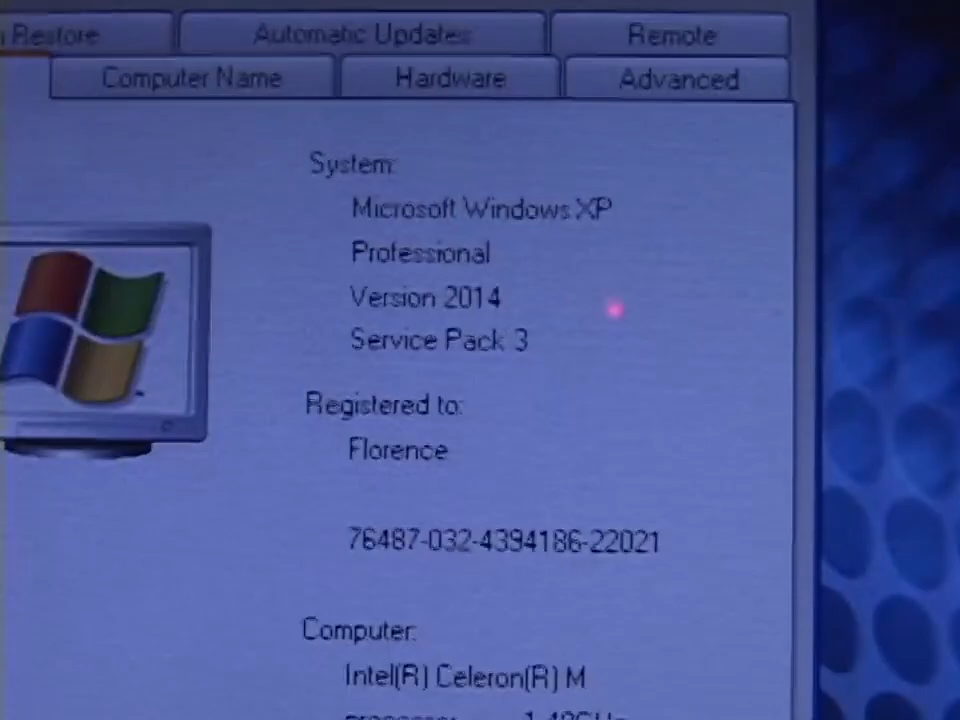 Restore Automatic Updates Remote
Computer Name Hardware Advanced
System:
Microsoft Windows XP
Professional
Version 2014
Service Pack 3
Registered to:
Florence
76487-032-4394186-22021
Computer:
Intel(R) Celeron(R) M